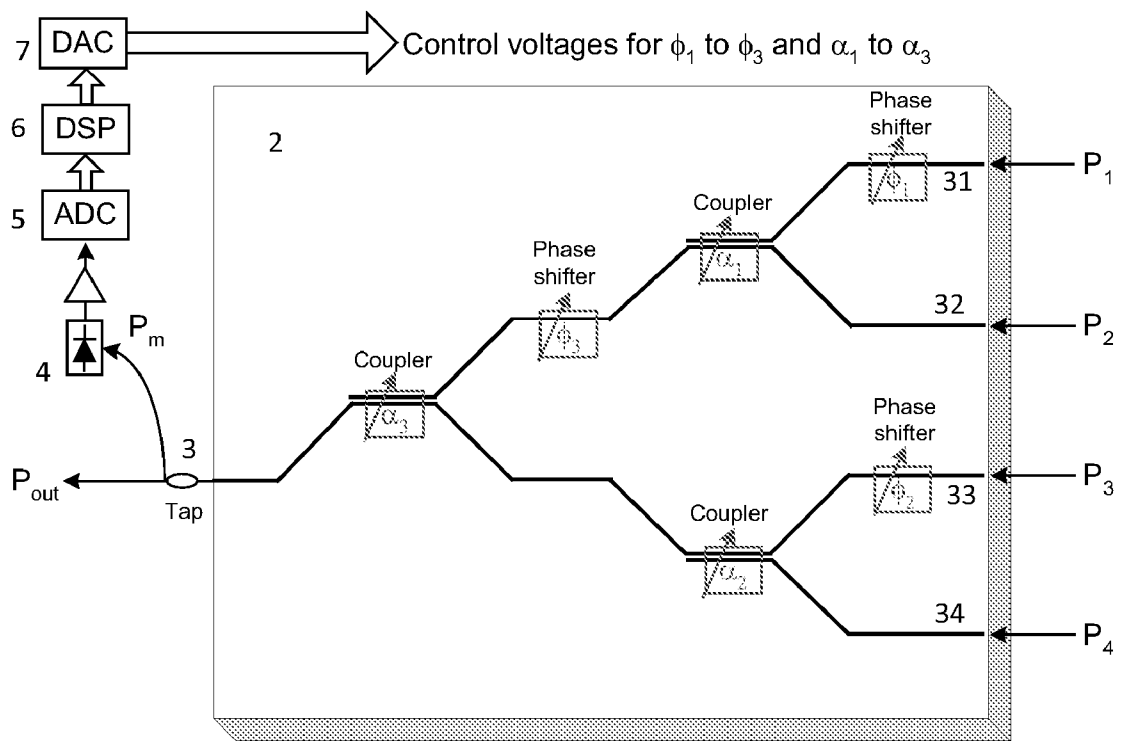 7 DAC Control voltages for ϕ₁ to ϕ₃ and α₁ to α₃
6 DSP
2
5 ADC
Phase
shifter
ϕ₁
31
P₁
Coupler
α₁
Phase
shifter
ϕ₃
32
P₂
Pₘ
4
Coupler
α₃
Phase
shifter
ϕ₂
33
P₃
3
P_out
Tap
Coupler
α₂
34
P₄